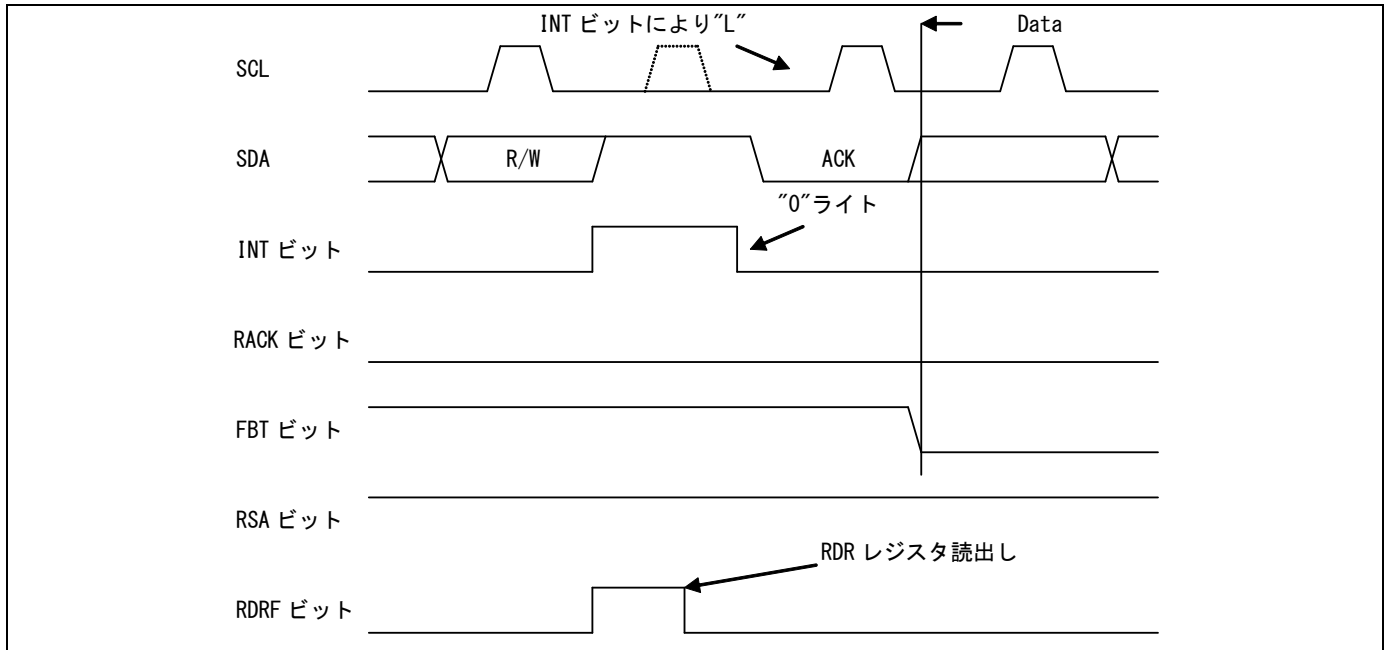 INT ビットにより"L"
Data
SCL
SDA
R/W
ACK
"0"ライト
INT ビット
RACK ビット
FBT ビット
RSA ビット
RDR レジスタ読出し
RDRF ビット